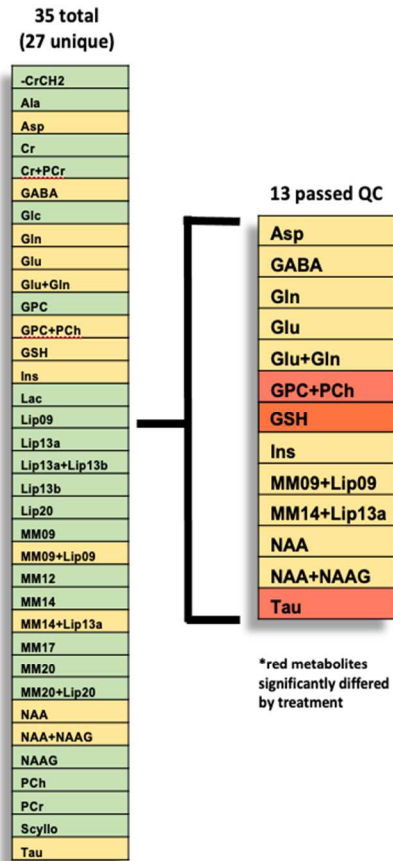 35 total
(27 unique)
-CrCH2
Ala
Asp
Cr
Cr+PCr
GABA
Glc
Gln
Glu
Glu+Gln
GPC
GPC+PCh
GSH
Ins
Lac
Lip09
Lip13a
Lip13a+Lip13b
Lip13b
Lip20
MM09
MM09+Lip09
MM12
MM14
MM14+Lip13a
MM17
MM20
MM20+Lip20
NAA
NAA+NAAG
NAAG
PCh
PCr
Scyllo
Tau
13 passed QC
Asp
GABA
Gln
Glu
Glu+Gln
GPC+PCh
GSH
Ins
MM09+Lip09
MM14+Lip13a
NAA
NAA+NAAG
Tau
*red metabolites
significantly differed
by treatment